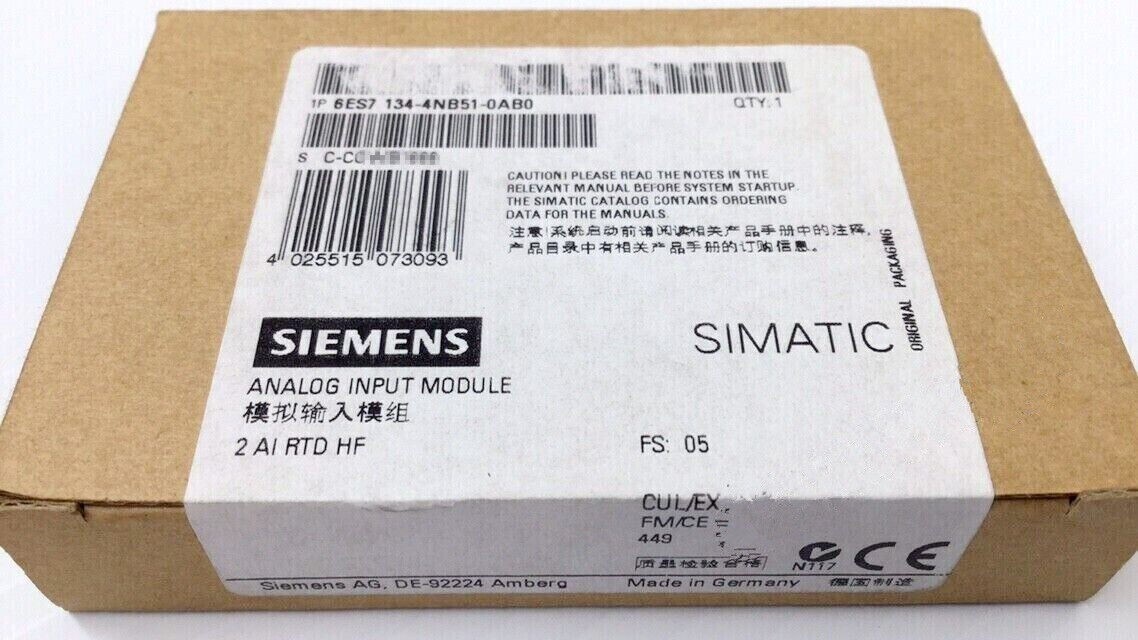 1P 6ES7 134-4NB51-0AB0 QTY:1
S C-C
4 025515 073093
CAUTION! PLEASE READ THE NOTES IN THE
RELEVANT MANUAL BEFORE SYSTEM STARTUP.
THE SIMATIC CATALOG CONTAINS ORDERING
DATA FOR THE MANUALS.
注意!系统启动前请阅读相关产品手册中的注释,
产品目录中有相关产品手册的订购信息。
ORIGINAL PACKAGING
SIEMENS
SIMATIC
ANALOG INPUT MODULE
模拟输入模组
2 AI RTD HF
FS: 05
CUL/EX
FM/CE
449
质量检验合格
N117 CE
Siemens AG, DE-92224 Amberg Made in Germany 德国制造